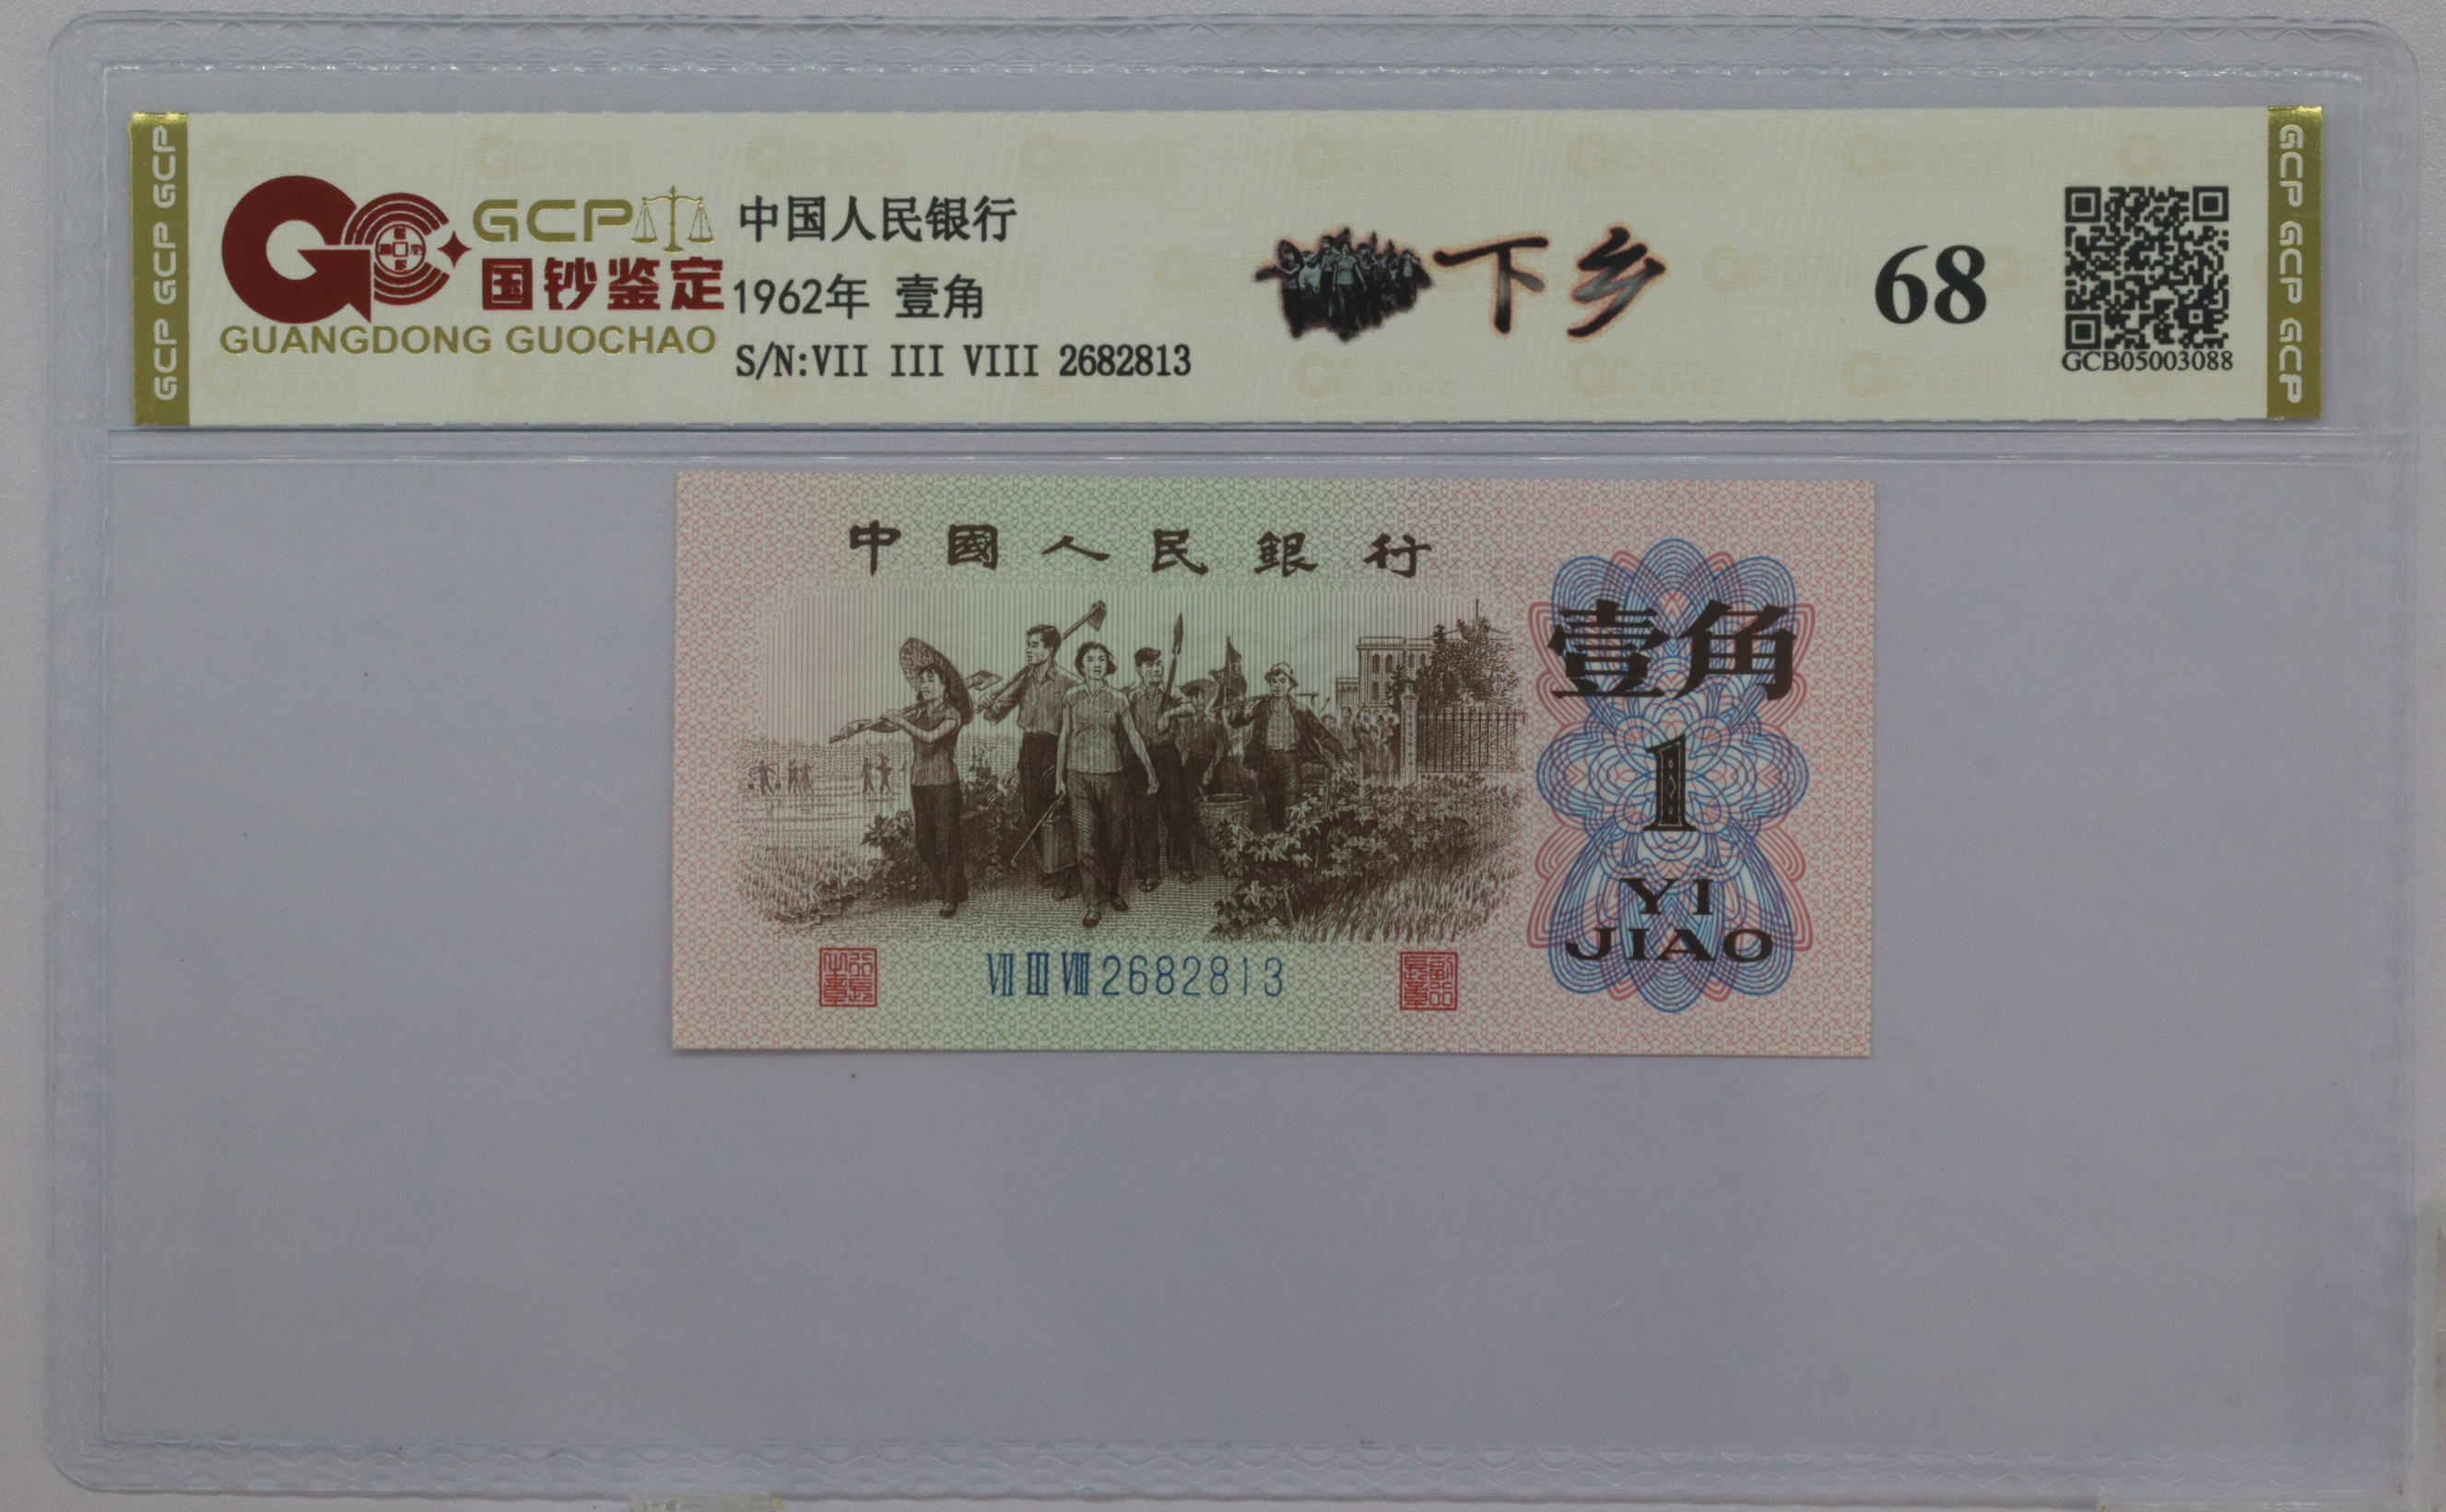 GCP GCP GCP
GCP
国钞鉴定
GUANGDONG GUOCHAO
中国人民银行
1962年 壹角
S/N:VII III VIII 2682813
下乡
68
GCB05003088
GCP GCP GCP
中國人民銀行
壹角
1
YI
JIAO
VII III VIII 2682813